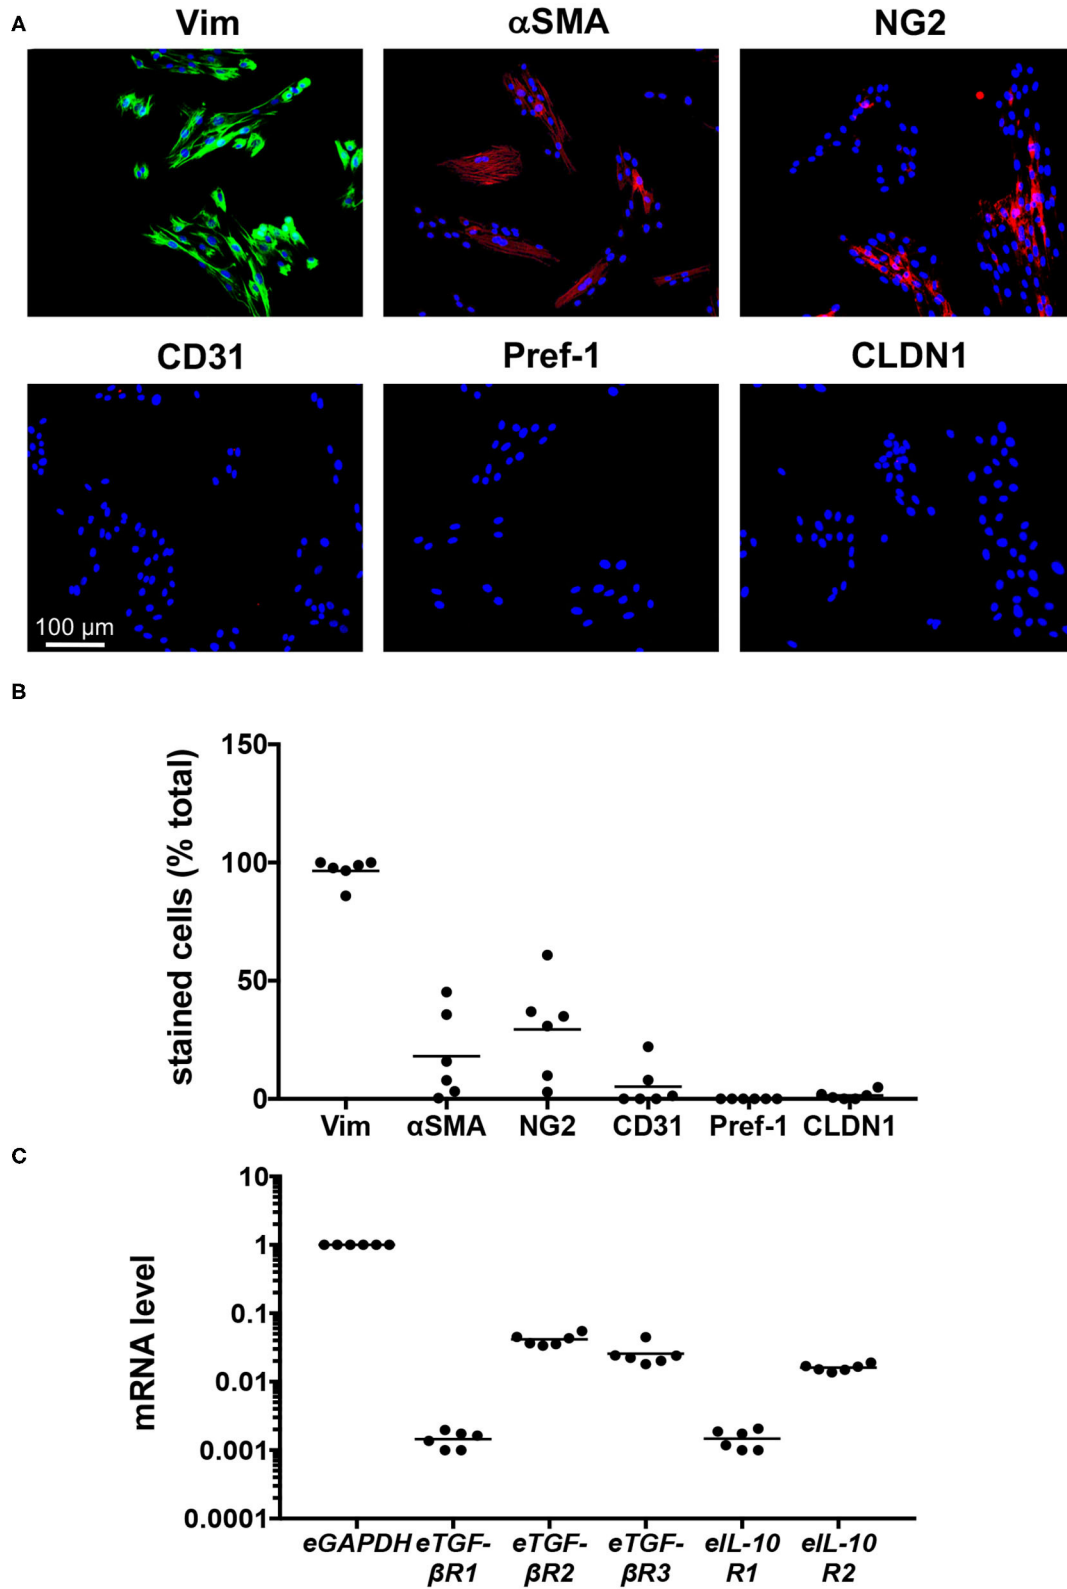 A
Vim
αSMA
NG2
CD31
Pref-1
CLDN1
100 µm
B
stained cells (% total)
150
100
50
0
Vim
αSMA
NG2
CD31
Pref-1
CLDN1
C
mRNA level
10
1
0.1
0.01
0.001
0.0001
eGAPDH
eTGF-
βR1
eTGF-
βR2
eTGF-
βR3
eIL-10
R1
eIL-10
R2